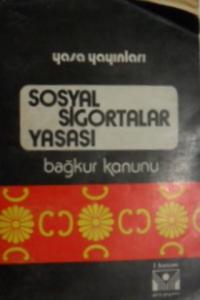 yasa yayınları
SOSYAL
SİGORTALAR
YASASI
bağkur kanunu